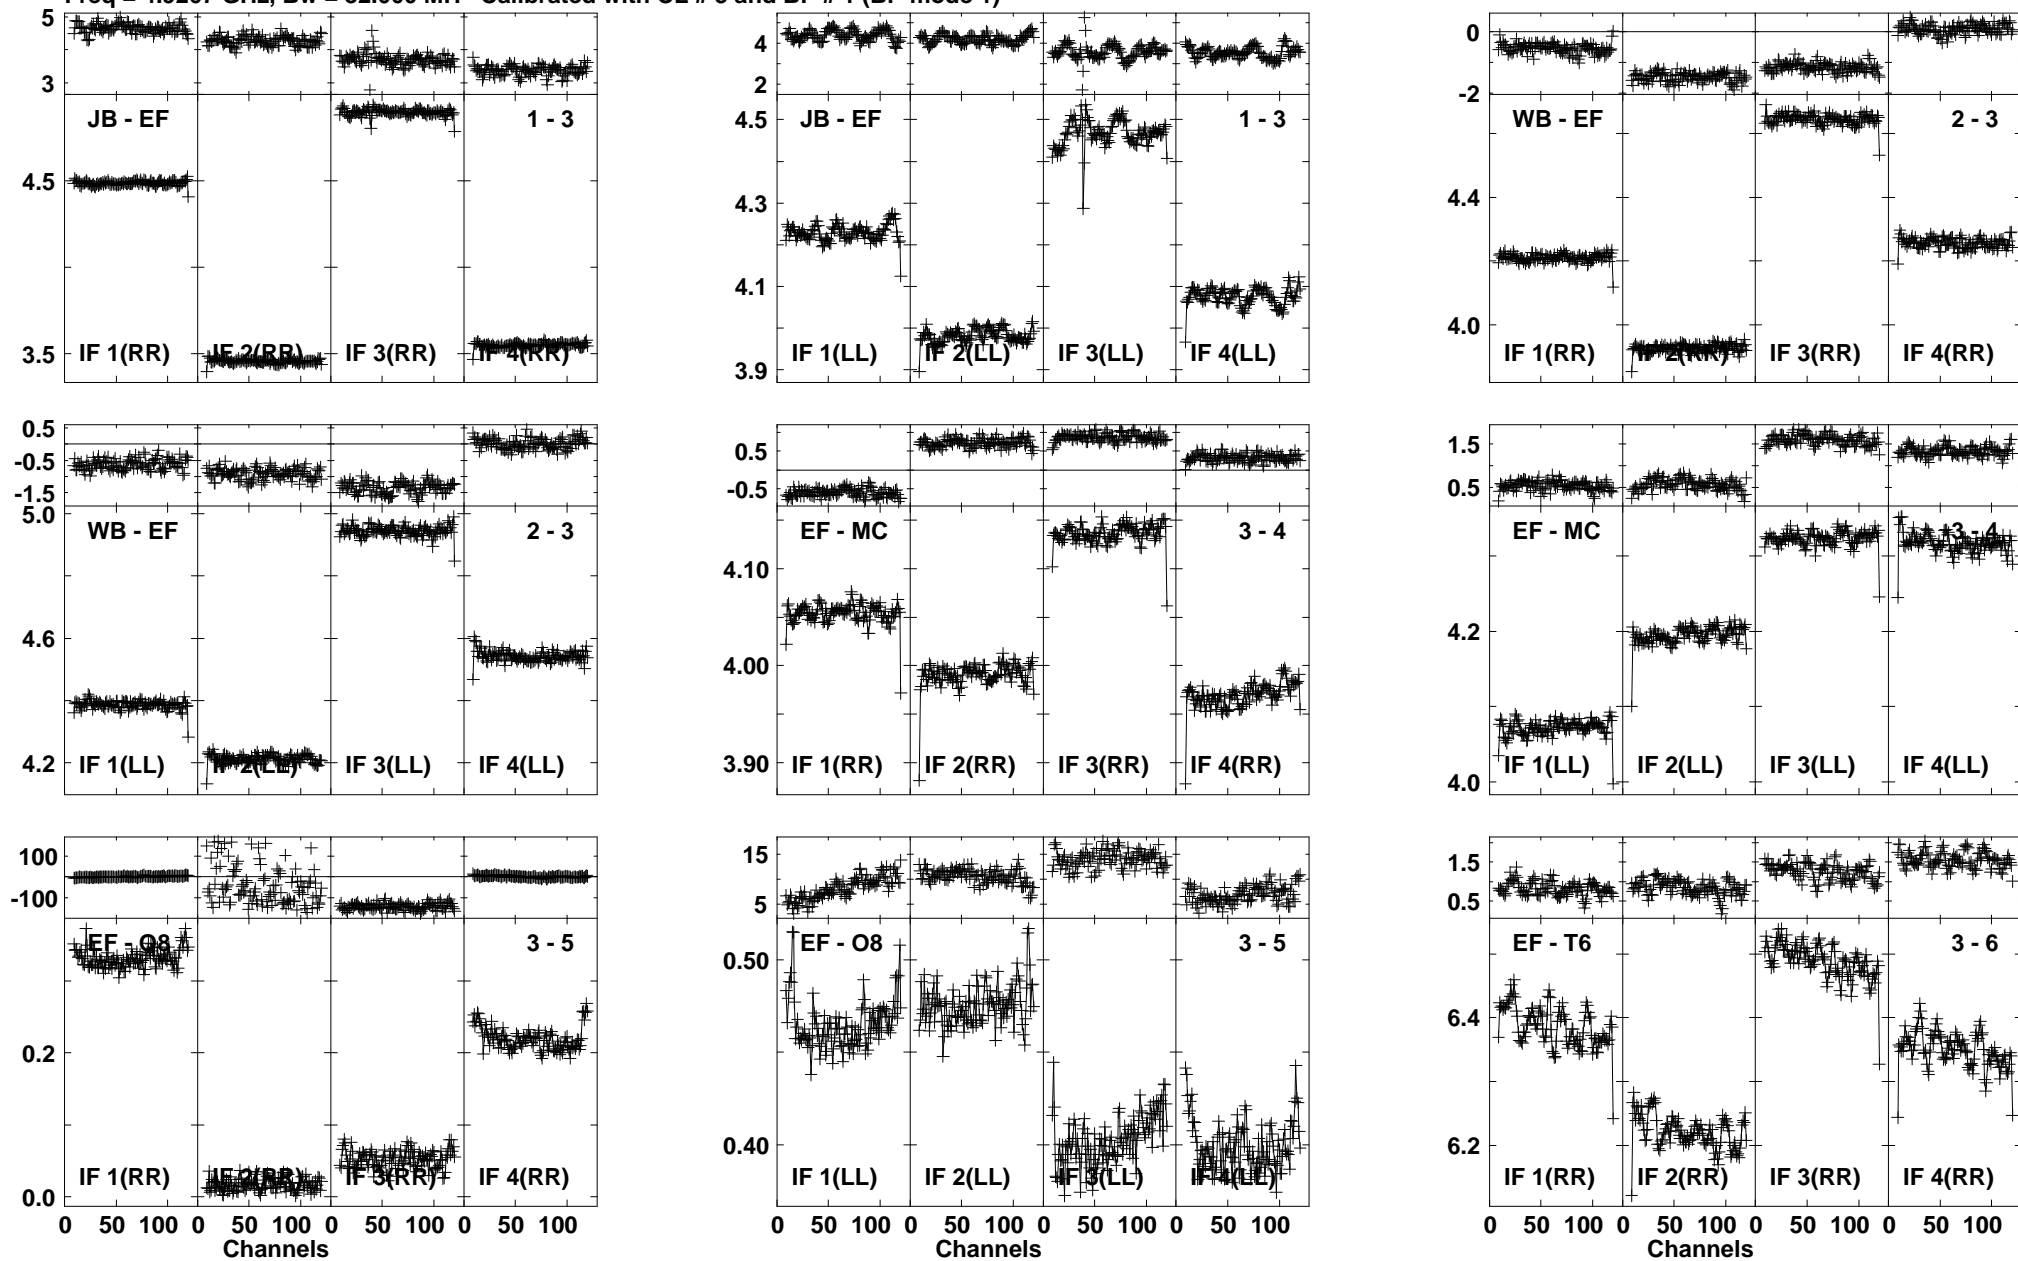 5
3
JB - EF
1 - 3
4.5
3.5
IF 1(RR)
IF 2(RR)
IF 3(RR)
IF 4(RR)
4
2
JB - EF
1 - 3
4.5
4.3
4.1
3.9
IF 1(LL)
IF 2(LL)
IF 3(LL)
IF 4(LL)
0
-2
WB - EF
2 - 3
4.4
4.0
IF 1(RR)
IF 2(RR)
IF 3(RR)
IF 4(RR)
0.5
-0.5
-1.5
WB - EF
2 - 3
5.0
4.6
4.2
IF 1(LL)
IF 2(LL)
IF 3(LL)
IF 4(LL)
0.5
-0.5
EF - MC
3 - 4
4.10
4.00
3.90
IF 1(RR)
IF 2(RR)
IF 3(RR)
IF 4(RR)
1.5
0.5
EF - MC
3 - 4
4.2
4.0
IF 1(LL)
IF 2(LL)
IF 3(LL)
IF 4(LL)
100
-100
EF - O8
3 - 5
0.2
0.0
IF 1(RR)
IF 2(RR)
IF 3(RR)
IF 4(RR)
0 50 100 0 50 100 0 50 100 0 50 100
Channels
15
5
EF - O8
3 - 5
0.50
0.40
IF 1(LL)
IF 2(LL)
IF 3(LL)
IF 4(LL)
0 50 100 0 50 100 0 50 100 0 50 100
Channels
1.5
0.5
EF - T6
3 - 6
6.4
6.2
IF 1(RR)
IF 2(RR)
IF 3(RR)
IF 4(RR)
0 50 100 0 50 100 0 50 100 0 50 100
Channels